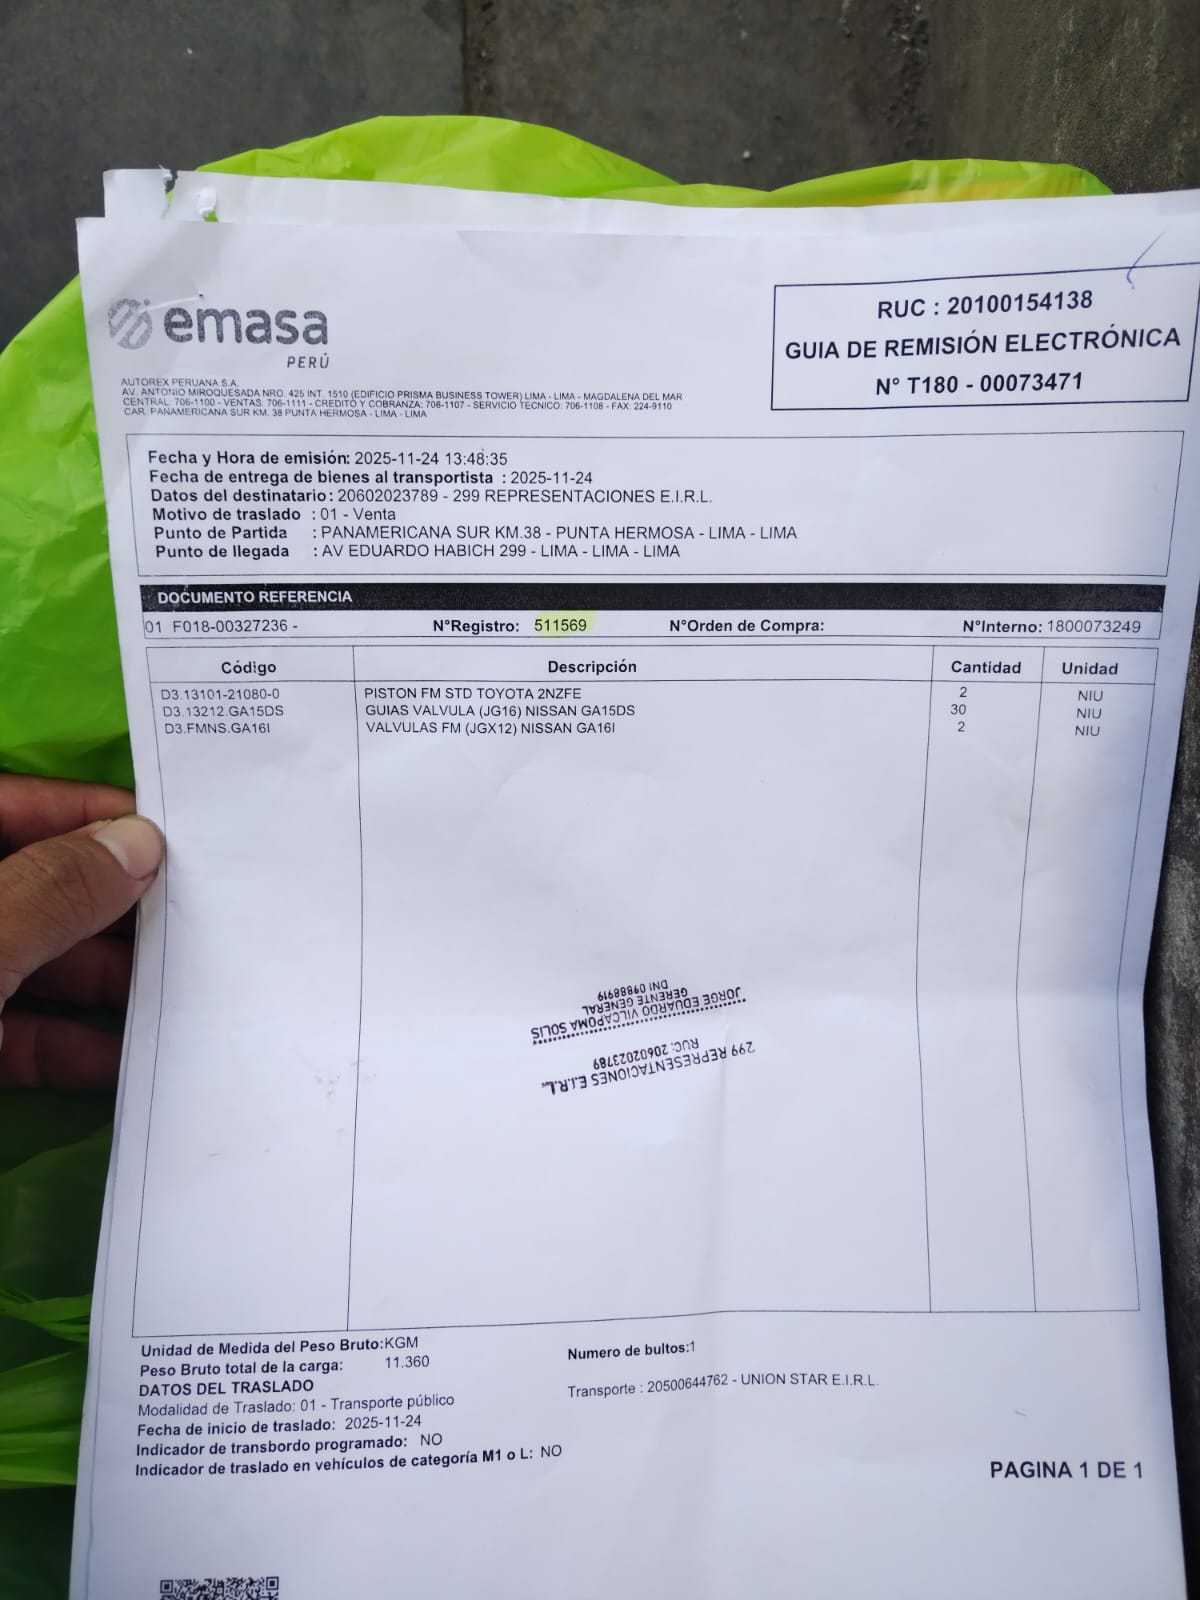 emasa
PERÚ
AUTOREX PERUANA S.A.
AV. ANTONIO MIROQUESADA NRO. 425 INT. 1510 (EDIFICIO PRISMA BUSINESS TOWER) LIMA - LIMA - MAGDALENA DEL MAR
CENTRAL: 706-1100 - VENTAS: 706-1111 - CREDITO Y COBRANZA: 706-1107 - SERVICIO TECNICO: 706-1108 - FAX: 224-9110
CAR. PANAMERICANA SUR KM. 38 PUNTA HERMOSA - LIMA - LIMA
RUC : 20100154138
GUIA DE REMISIÓN ELECTRÓNICA
N° T180 - 00073471
Fecha y Hora de emisión: 2025-11-24 13:48:35
Fecha de entrega de bienes al transportista : 2025-11-24
Datos del destinatario: 20602023789 - 299 REPRESENTACIONES E.I.R.L.
Motivo de traslado : 01 - Venta
Punto de Partida : PANAMERICANA SUR KM.38 - PUNTA HERMOSA - LIMA - LIMA
Punto de llegada : AV EDUARDO HABICH 299 - LIMA - LIMA - LIMA
DOCUMENTO REFERENCIA
01 F018-00327236 - N°Registro: 511569 N°Orden de Compra: N°Interno: 1800073249
Código Descripción Cantidad Unidad
D3.13101-21080-0 PISTON FM STD TOYOTA 2NZFE 2 NIU
D3.13212.GA15DS GUIAS VALVULA (JG16) NISSAN GA15DS 30 NIU
D3.FMNS.GA16I VALVULAS FM (JGX12) NISSAN GA16I 2 NIU
299 REPRESENTACIONES E.I.R.L.
RUC: 20602023789
JORGE EDUARDO VILCAPOMA SOLIS
GERENTE GENERAL
DNI 09888919
Unidad de Medida del Peso Bruto:KGM
Peso Bruto total de la carga: 11.360
Numero de bultos:1
DATOS DEL TRASLADO
Modalidad de Traslado: 01 - Transporte público
Transporte : 20500644762 - UNION STAR E.I.R.L.
Fecha de inicio de traslado: 2025-11-24
Indicador de transbordo programado: NO
Indicador de traslado en vehículos de categoría M1 o L: NO
PAGINA 1 DE 1